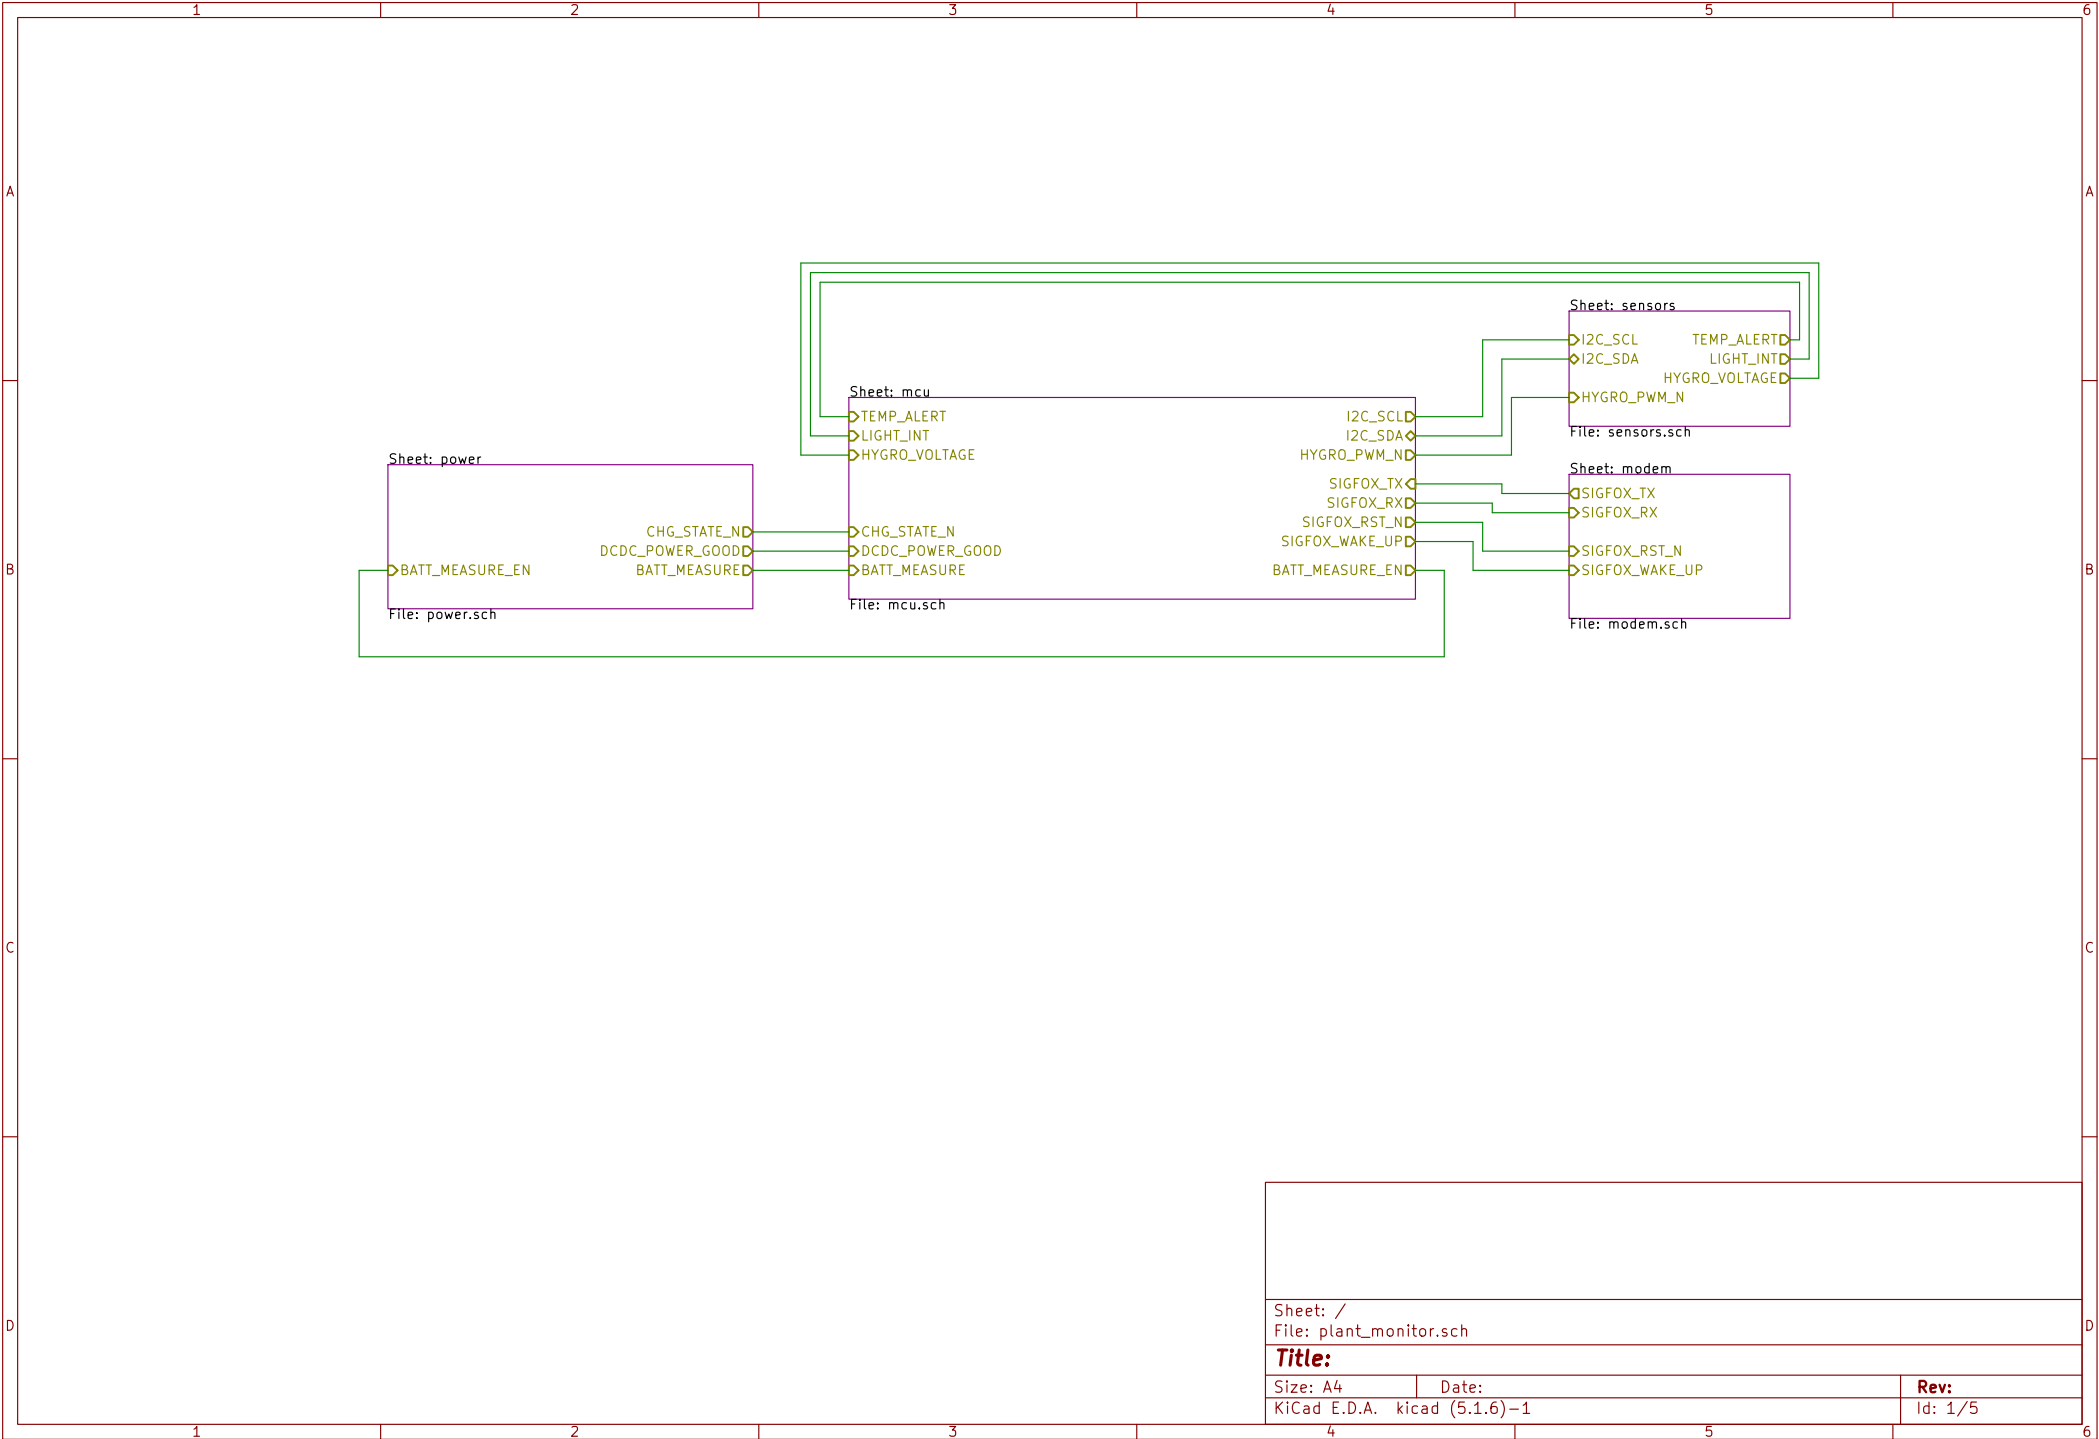 1 2 3 4 5 6
A A
B B
C C
D D
Sheet: sensors
I2C_SCL TEMP_ALERT
I2C_SDA LIGHT_INT
HYGRO_VOLTAGE
HYGRO_PWM_N
File: sensors.sch
Sheet: mcu
TEMP_ALERT I2C_SCL
LIGHT_INT I2C_SDA
HYGRO_VOLTAGE HYGRO_PWM_N
SIGFOX_TX
SIGFOX_RX
SIGFOX_RST_N
SIGFOX_WAKE_UP
CHG_STATE_N
DCDC_POWER_GOOD
BATT_MEASURE BATT_MEASURE_EN
File: mcu.sch
Sheet: power
CHG_STATE_N
DCDC_POWER_GOOD
BATT_MEASURE_EN BATT_MEASURE
File: power.sch
Sheet: modem
SIGFOX_TX
SIGFOX_RX
SIGFOX_RST_N
SIGFOX_WAKE_UP
File: modem.sch
Sheet: /
File: plant_monitor.sch
Title:
Size: A4 Date: Rev:
KiCad E.D.A. kicad (5.1.6)-1 Id: 1/5
1 2 3 4 5 6